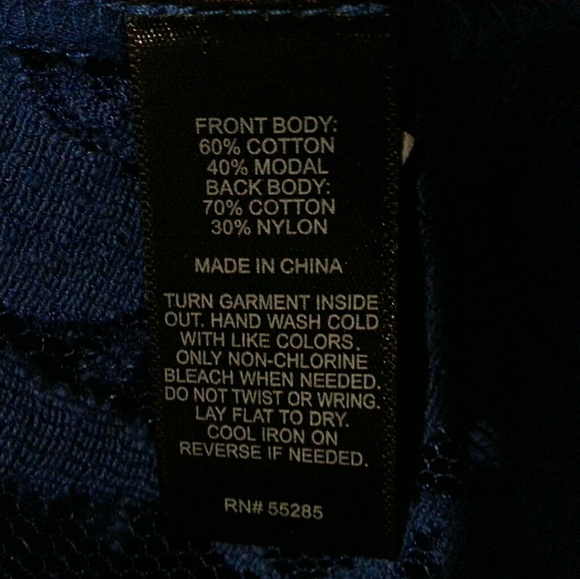 FRONT BODY:
60% COTTON
40% MODAL
BACK BODY:
70% COTTON
30% NYLON
MADE IN CHINA
TURN GARMENT INSIDE
OUT. HAND WASH COLD
WITH LIKE COLORS.
ONLY NON-CHLORINE
BLEACH WHEN NEEDED.
DO NOT TWIST OR WRING.
LAY FLAT TO DRY.
COOL IRON ON
REVERSE IF NEEDED.
RN# 55285